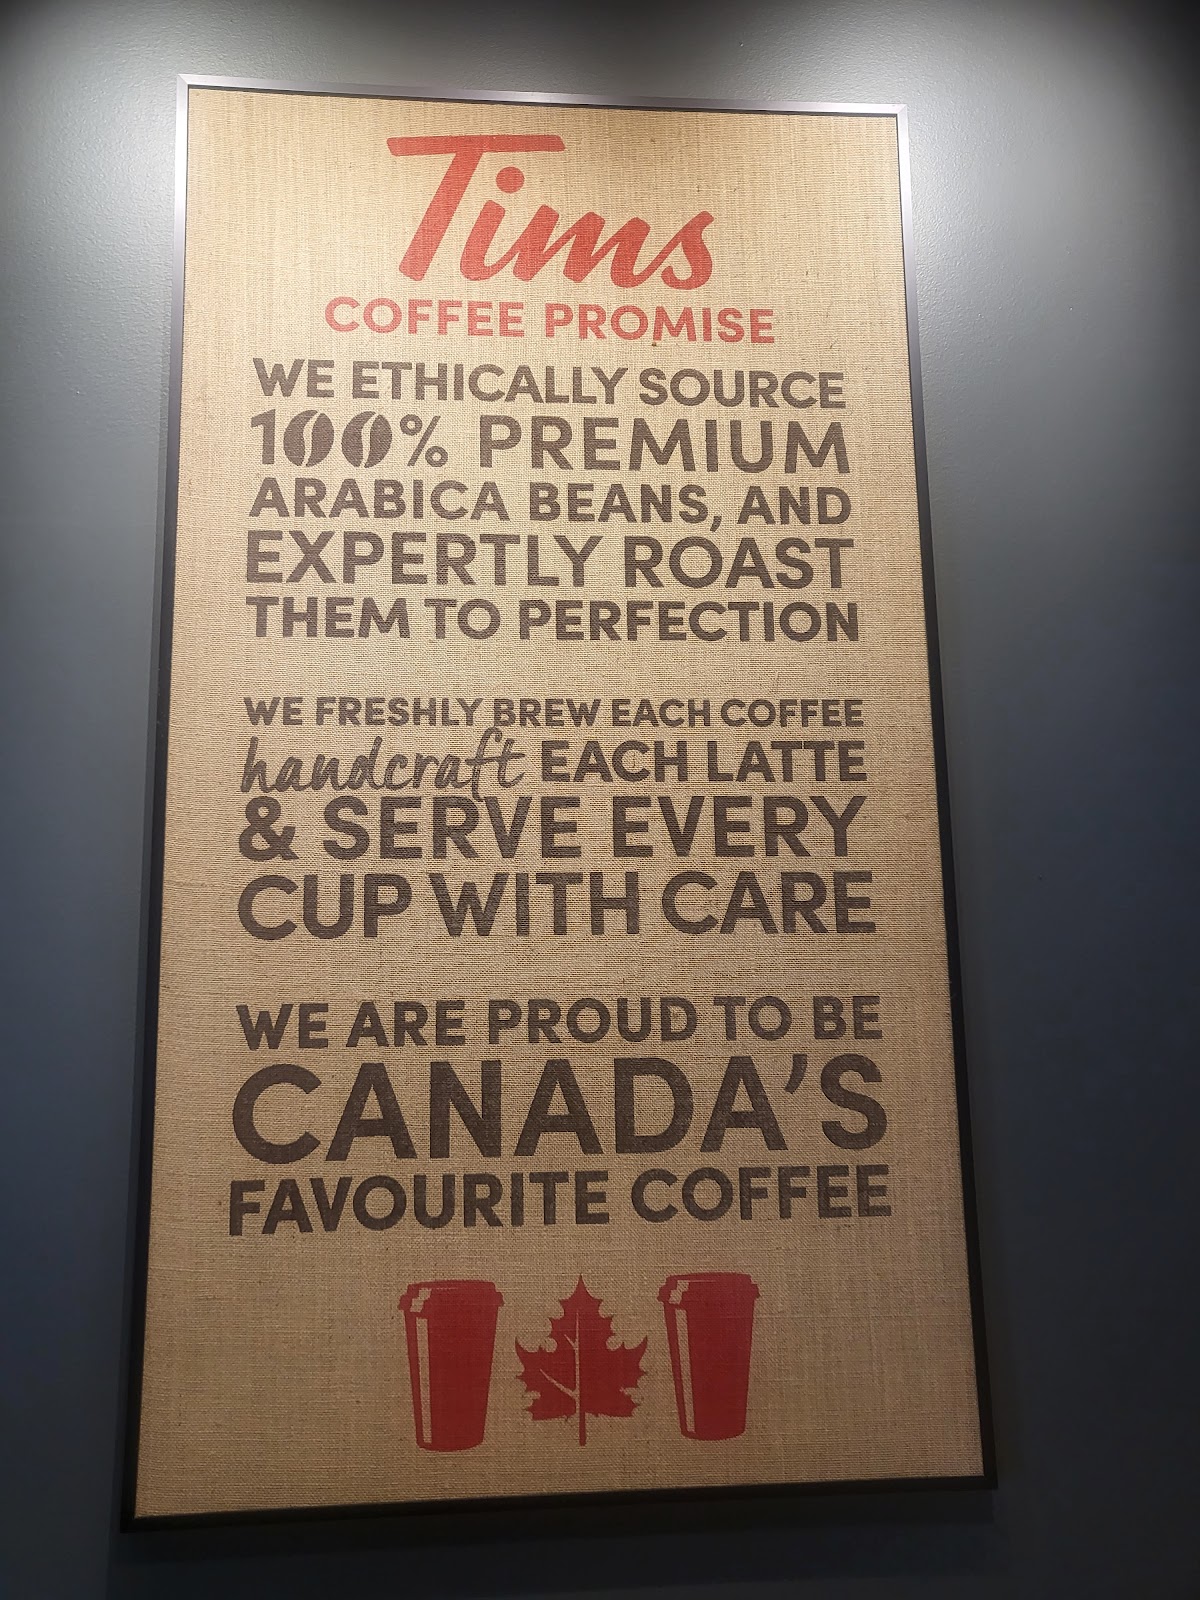 Tims
COFFEE PROMISE
WE ETHICALLY SOURCE
100% PREMIUM
ARABICA BEANS, AND
EXPERTLY ROAST
THEM TO PERFECTION
WE FRESHLY BREW EACH COFFEE
handcraft EACH LATTE
& SERVE EVERY
CUP WITH CARE
WE ARE PROUD TO BE
CANADA'S
FAVOURITE COFFEE